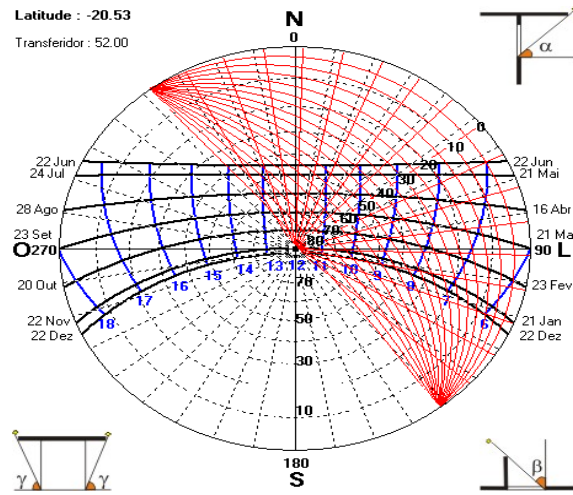 Latitude : -20.53
Transferidor : 52.00
N
0
α
0
10
22 Jun
20
22 Jun
24 Jul
30
21 Mai
40
28 Ago
50
16 Abr
60
23 Set
70
21 Ma
80
O 270
90 L
13 12 11 10 9 8 7 6
14
15
16
17
18
20 Out
70
23 Fev
22 Nov
50
21 Jan
22 Dez
30
22 Dez
10
γ γ
β
180
S